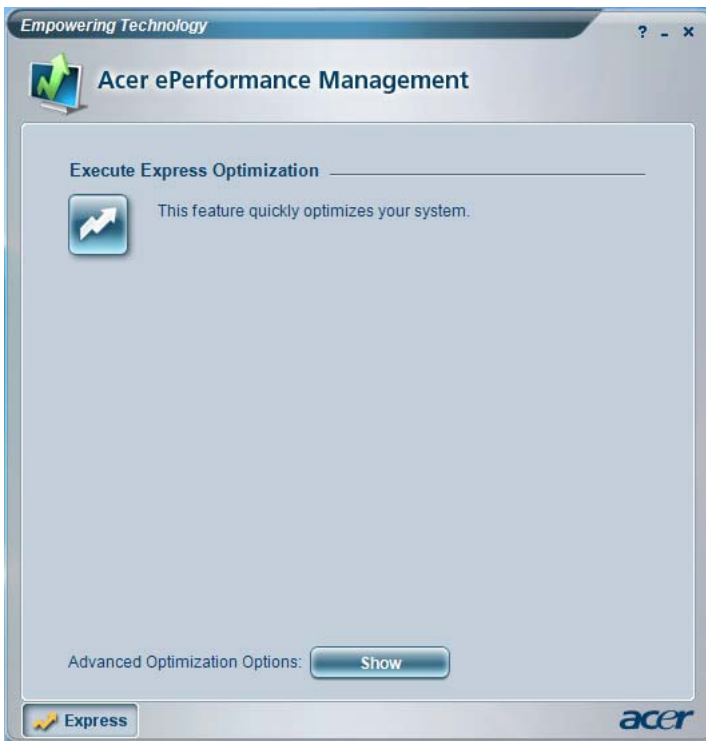 Empowering Technology
? - x
Acer ePerformance Management
Execute Express Optimization
This feature quickly optimizes your system.
Advanced Optimization Options: Show
Express
acer